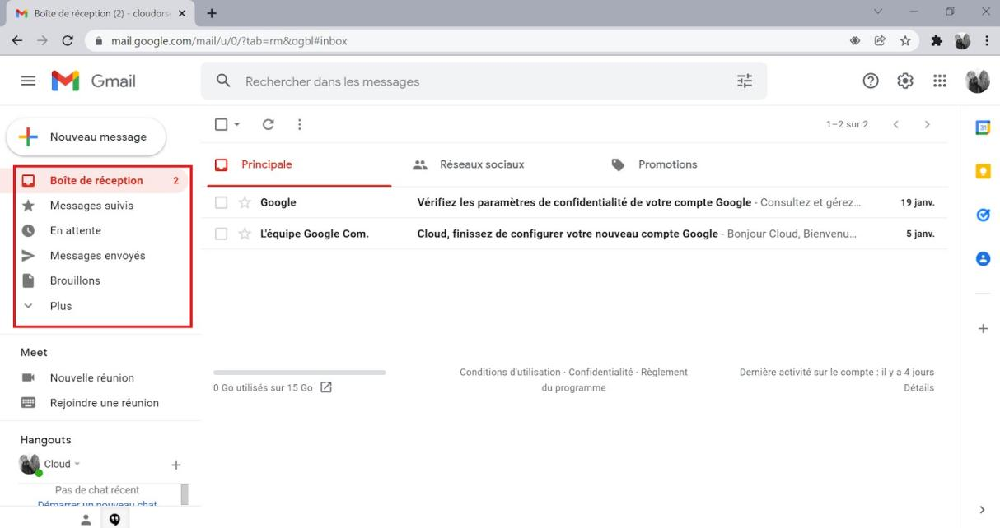 Boîte de réception (2) - cloudors
mail.google.com/mail/u/0/?tab=rm&ogbl#inbox
Gmail
Rechercher dans les messages
Nouveau message
1–2 sur 2
31
Principale
Réseaux sociaux
Promotions
Boîte de réception 2
Messages suivis
En attente
Messages envoyés
Brouillons
Plus
Google Vérifiez les paramètres de confidentialité de votre compte Google - Consultez et gérez... 19 janv.
L'équipe Google Com. Cloud, finissez de configurer votre nouveau compte Google - Bonjour Cloud, Bienvenu... 5 janv.
Meet
Nouvelle réunion
Rejoindre une réunion
Hangouts
Cloud
Pas de chat récent
Démarrer un nouveau chat
0 Go utilisés sur 15 Go
Conditions d'utilisation · Confidentialité · Règlement
du programme
Dernière activité sur le compte : il y a 4 jours
Détails